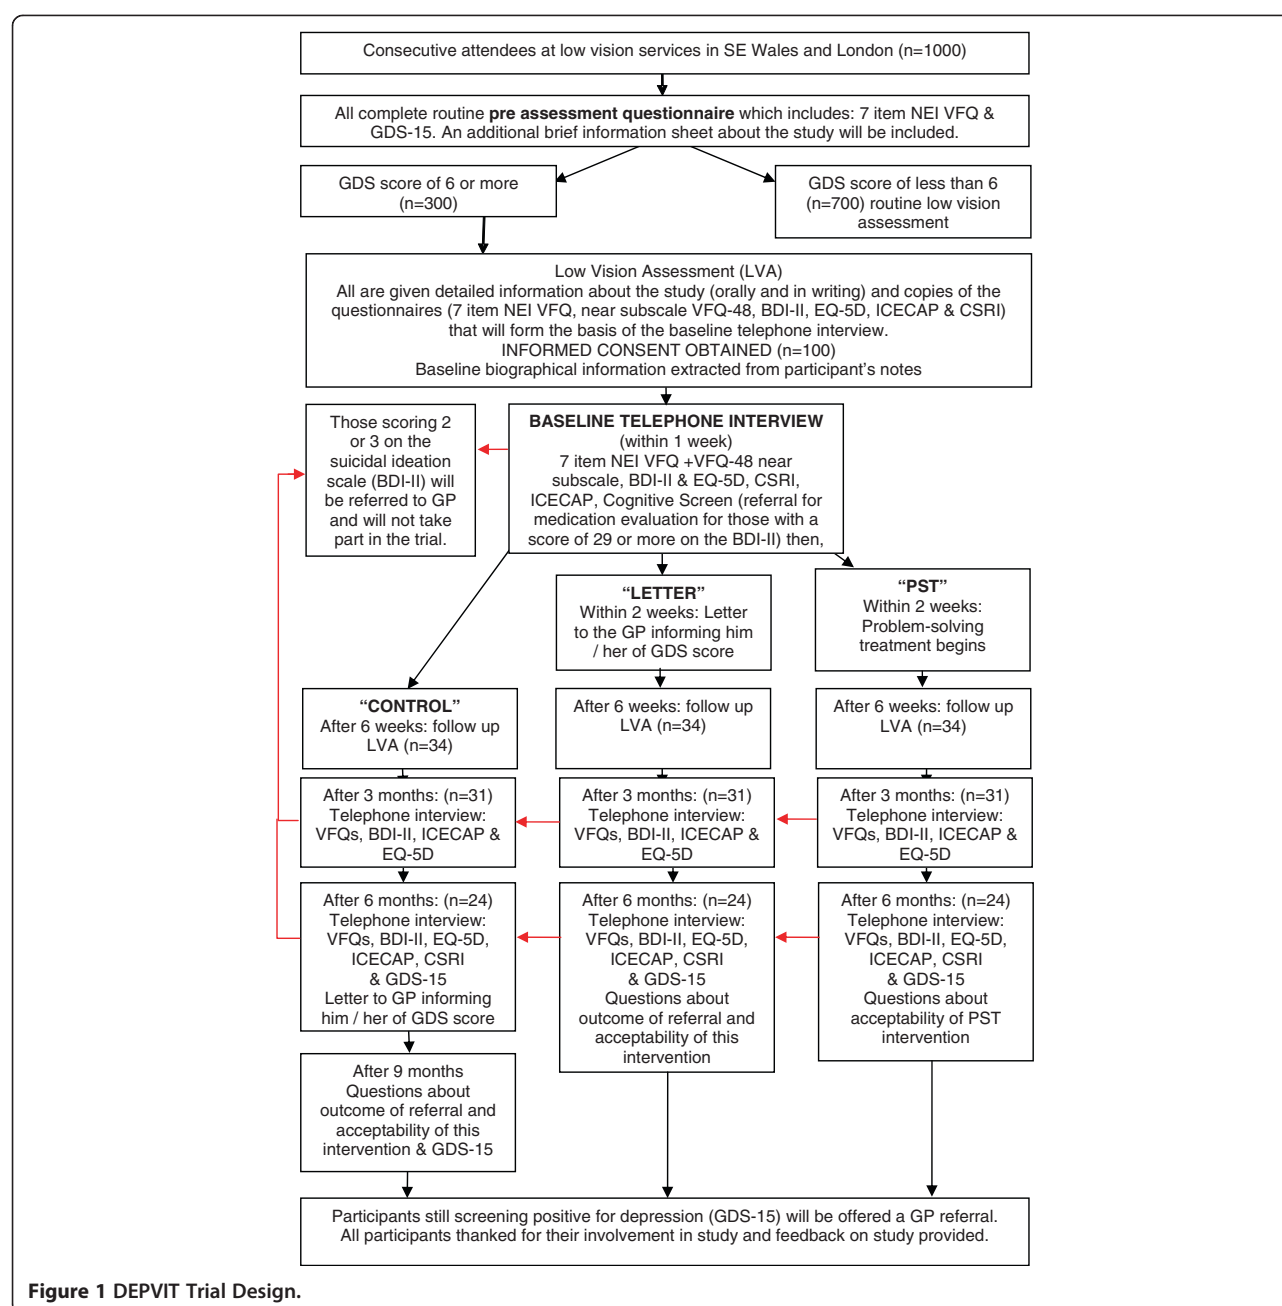 Consecutive attendees at low vision services in SE Wales and London (n=1000)
All complete routine pre assessment questionnaire which includes: 7 item NEI VFQ &
GDS-15. An additional brief information sheet about the study will be included.
GDS score of 6 or more
(n=300)
GDS score of less than 6
(n=700) routine low vision
assessment
Low Vision Assessment (LVA)
All are given detailed information about the study (orally and in writing) and copies of the
questionnaires (7 item NEI VFQ, near subscale VFQ-48, BDI-II, EQ-5D, ICECAP & CSRI)
that will form the basis of the baseline telephone interview.
INFORMED CONSENT OBTAINED (n=100)
Baseline biographical information extracted from participant's notes
Those scoring 2
or 3 on the
suicidal ideation
scale (BDI-II) will
be referred to GP
and will not take
part in the trial.
BASELINE TELEPHONE INTERVIEW
(within 1 week)
7 item NEI VFQ +VFQ-48 near
subscale, BDI-II & EQ-5D, CSRI,
ICECAP, Cognitive Screen (referral for
medication evaluation for those with a
score of 29 or more on the BDI-II) then,
“LETTER”
Within 2 weeks: Letter
to the GP informing him
/ her of GDS score
“PST”
Within 2 weeks:
Problem-solving
treatment begins
“CONTROL”
After 6 weeks: follow up
LVA (n=34)
After 6 weeks: follow up
LVA (n=34)
After 6 weeks: follow up
LVA (n=34)
After 3 months: (n=31)
Telephone interview:
VFQs, BDI-II, ICECAP &
EQ-5D
After 3 months: (n=31)
Telephone interview:
VFQs, BDI-II, ICECAP &
EQ-5D
After 3 months: (n=31)
Telephone interview:
VFQs, BDI-II, ICECAP &
EQ-5D
After 6 months: (n=24)
Telephone interview:
VFQs, BDI-II, EQ-5D,
ICECAP, CSRI
& GDS-15
Letter to GP informing
him / her of GDS score
After 6 months: (n=24)
Telephone interview:
VFQs, BDI-II, EQ-5D,
ICECAP, CSRI
& GDS-15
Questions about
outcome of referral and
acceptability of this
intervention
After 6 months: (n=24)
Telephone interview:
VFQs, BDI-II, EQ-5D,
ICECAP, CSRI
& GDS-15
Questions about
acceptability of PST
intervention
After 9 months
Questions about
outcome of referral and
acceptability of this
intervention & GDS-15
Participants still screening positive for depression (GDS-15) will be offered a GP referral.
All participants thanked for their involvement in study and feedback on study provided.
Figure 1 DEPVIT Trial Design.